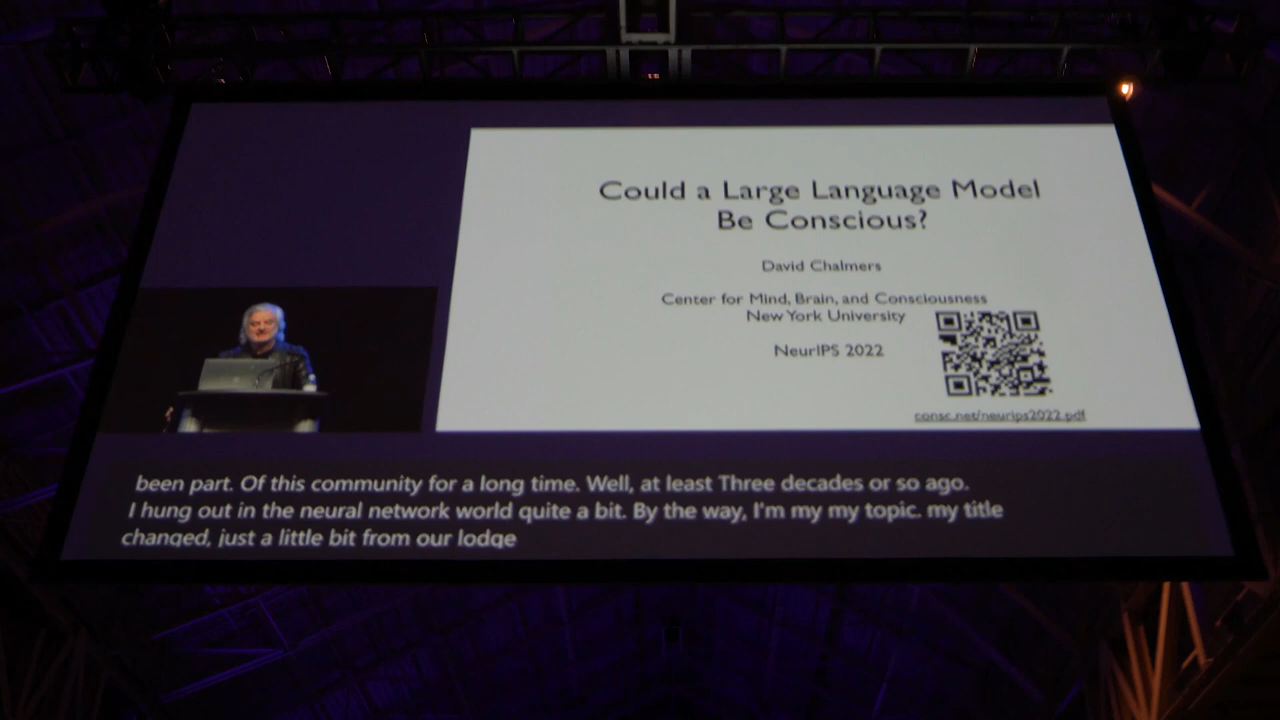 Could a Large Language Model
Be Conscious?
David Chalmers
Center for Mind, Brain, and Consciousness
New York University
NeurIPS 2022
consc.net/neurips2022.pdf
been part. Of this community for a long time. Well, at least Three decades or so ago.
I hung out in the neural network world quite a bit. By the way, I'm my my topic. my title
changed, just a little bit from our lodge